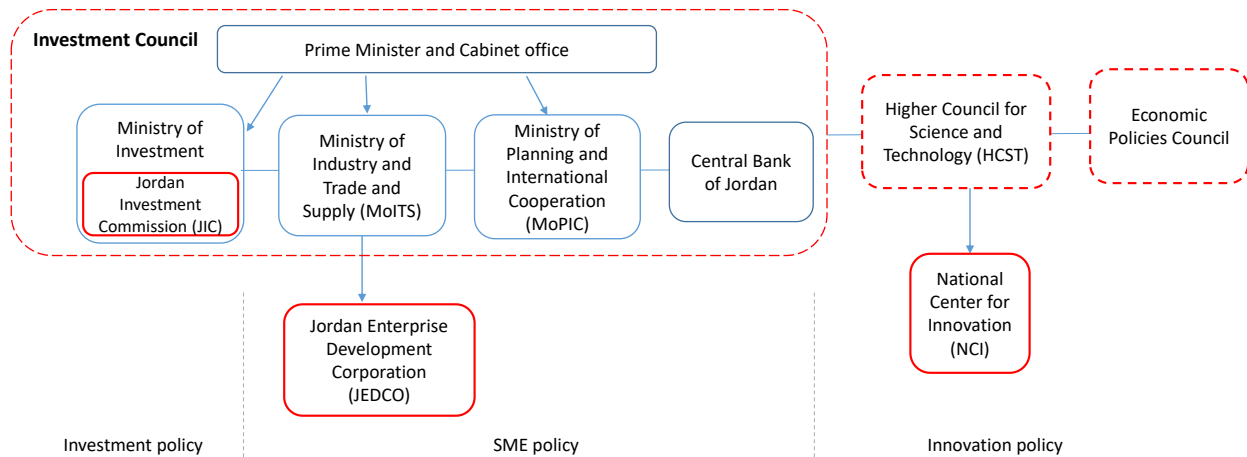 Investment Council
Prime Minister and Cabinet office
Ministry of
Investment
Jordan
Investment
Commission (JIC)
Ministry of
Industry and
Trade and
Supply (MoITS)
Ministry of
Planning and
International
Cooperation
(MoPIC)
Central Bank
of Jordan
Higher Council for
Science and
Technology (HCST)
Economic
Policies Council
Jordan Enterprise
Development
Corporation
(JEDCO)
National
Center for
Innovation
(NCI)
Investment policy
SME policy
Innovation policy